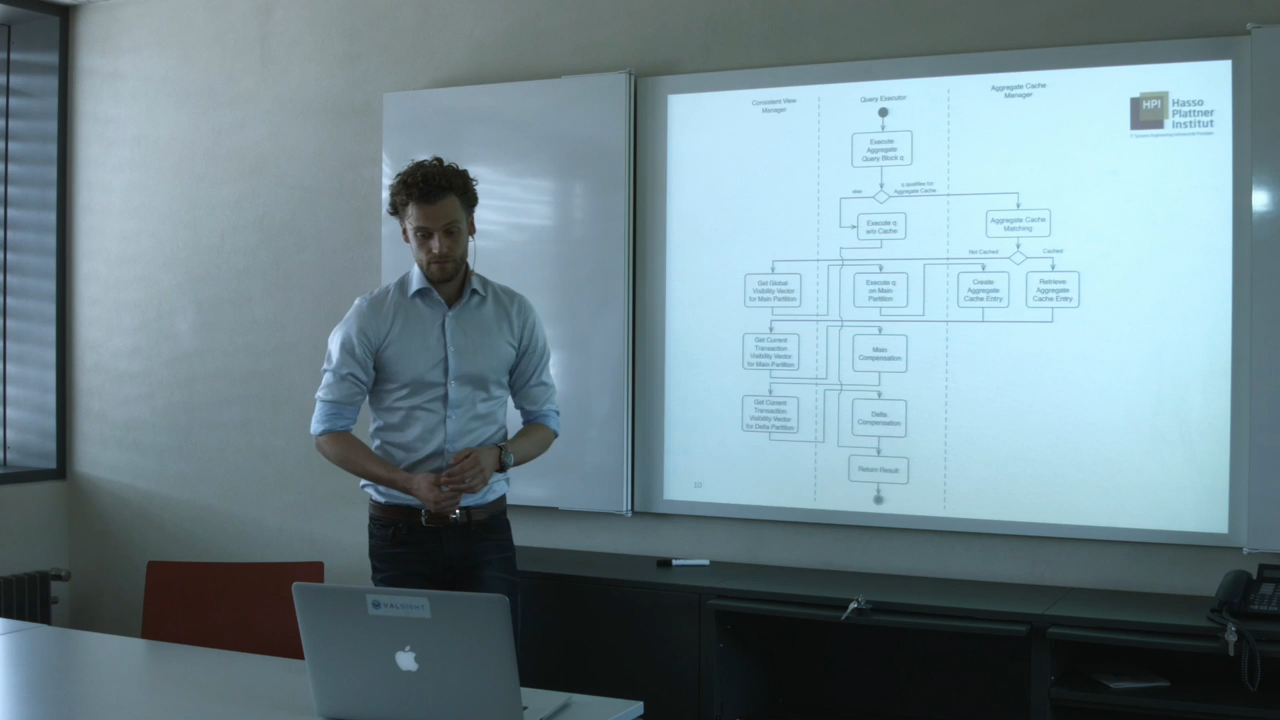 Consistent View
Manager
Query Executor
Aggregate Cache
Manager
HPI
Hasso
Plattner
Institut
Execute
Aggregate
Query Block q
else
q qualifies for
Aggregate Cache
Execute q
w/o Cache
Aggregate Cache
Matching
Not Cached
Cached
Get Global
Visibility Vector
for Main Partition
Execute q
on Main
Partition
Create
Aggregate
Cache Entry
Retrieve
Aggregate
Cache Entry
Get Current
Transaction
Visibility Vector
for Main Partition
Main
Compensation
Get Current
Transaction
Visibility Vector
for Delta Partition
Delta
Compensation
Return Result
10
VALSIGHT